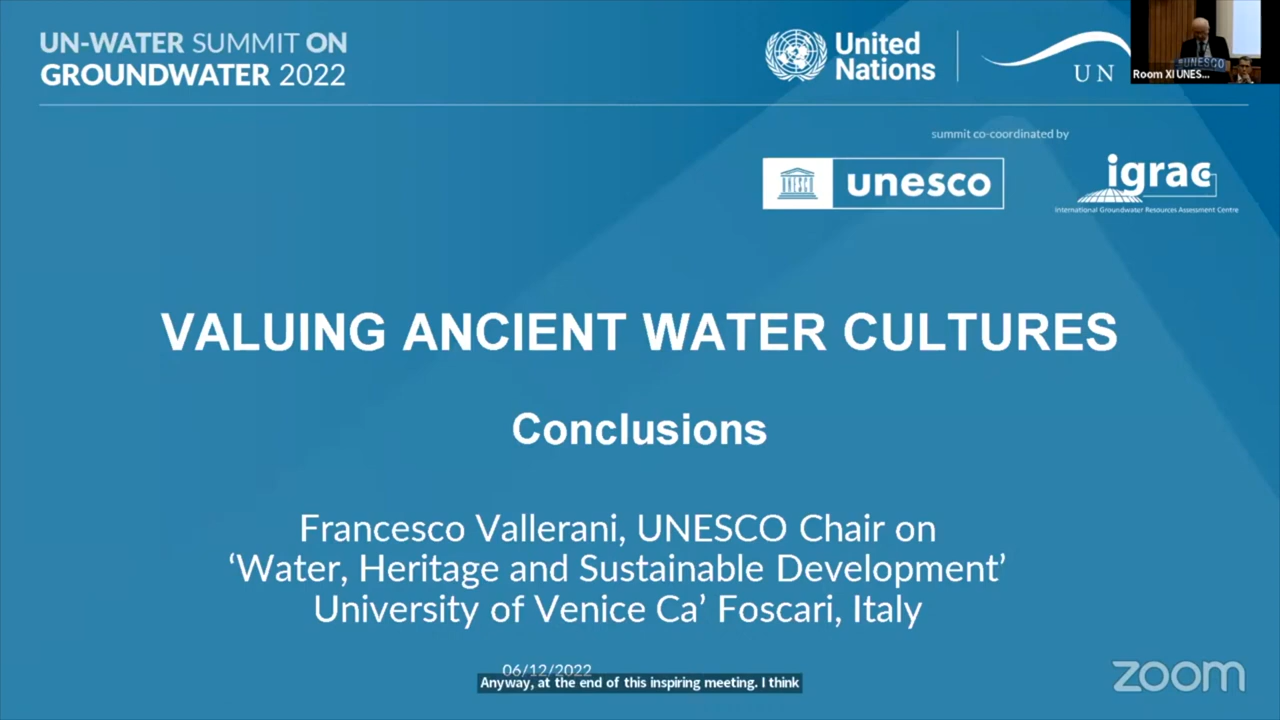 UN-WATER SUMMIT ON
GROUNDWATER 2022
United
Nations
UN
#UNESCO
Room XI UNES...
summit co-coordinated by
unesco
igrac
International Groundwater Resources Assessment Centre
VALUING ANCIENT WATER CULTURES
Conclusions
Francesco Vallerani, UNESCO Chair on
‘Water, Heritage and Sustainable Development’
University of Venice Ca’ Foscari, Italy
06/12/2022
Anyway, at the end of this inspiring meeting. I think
zoom